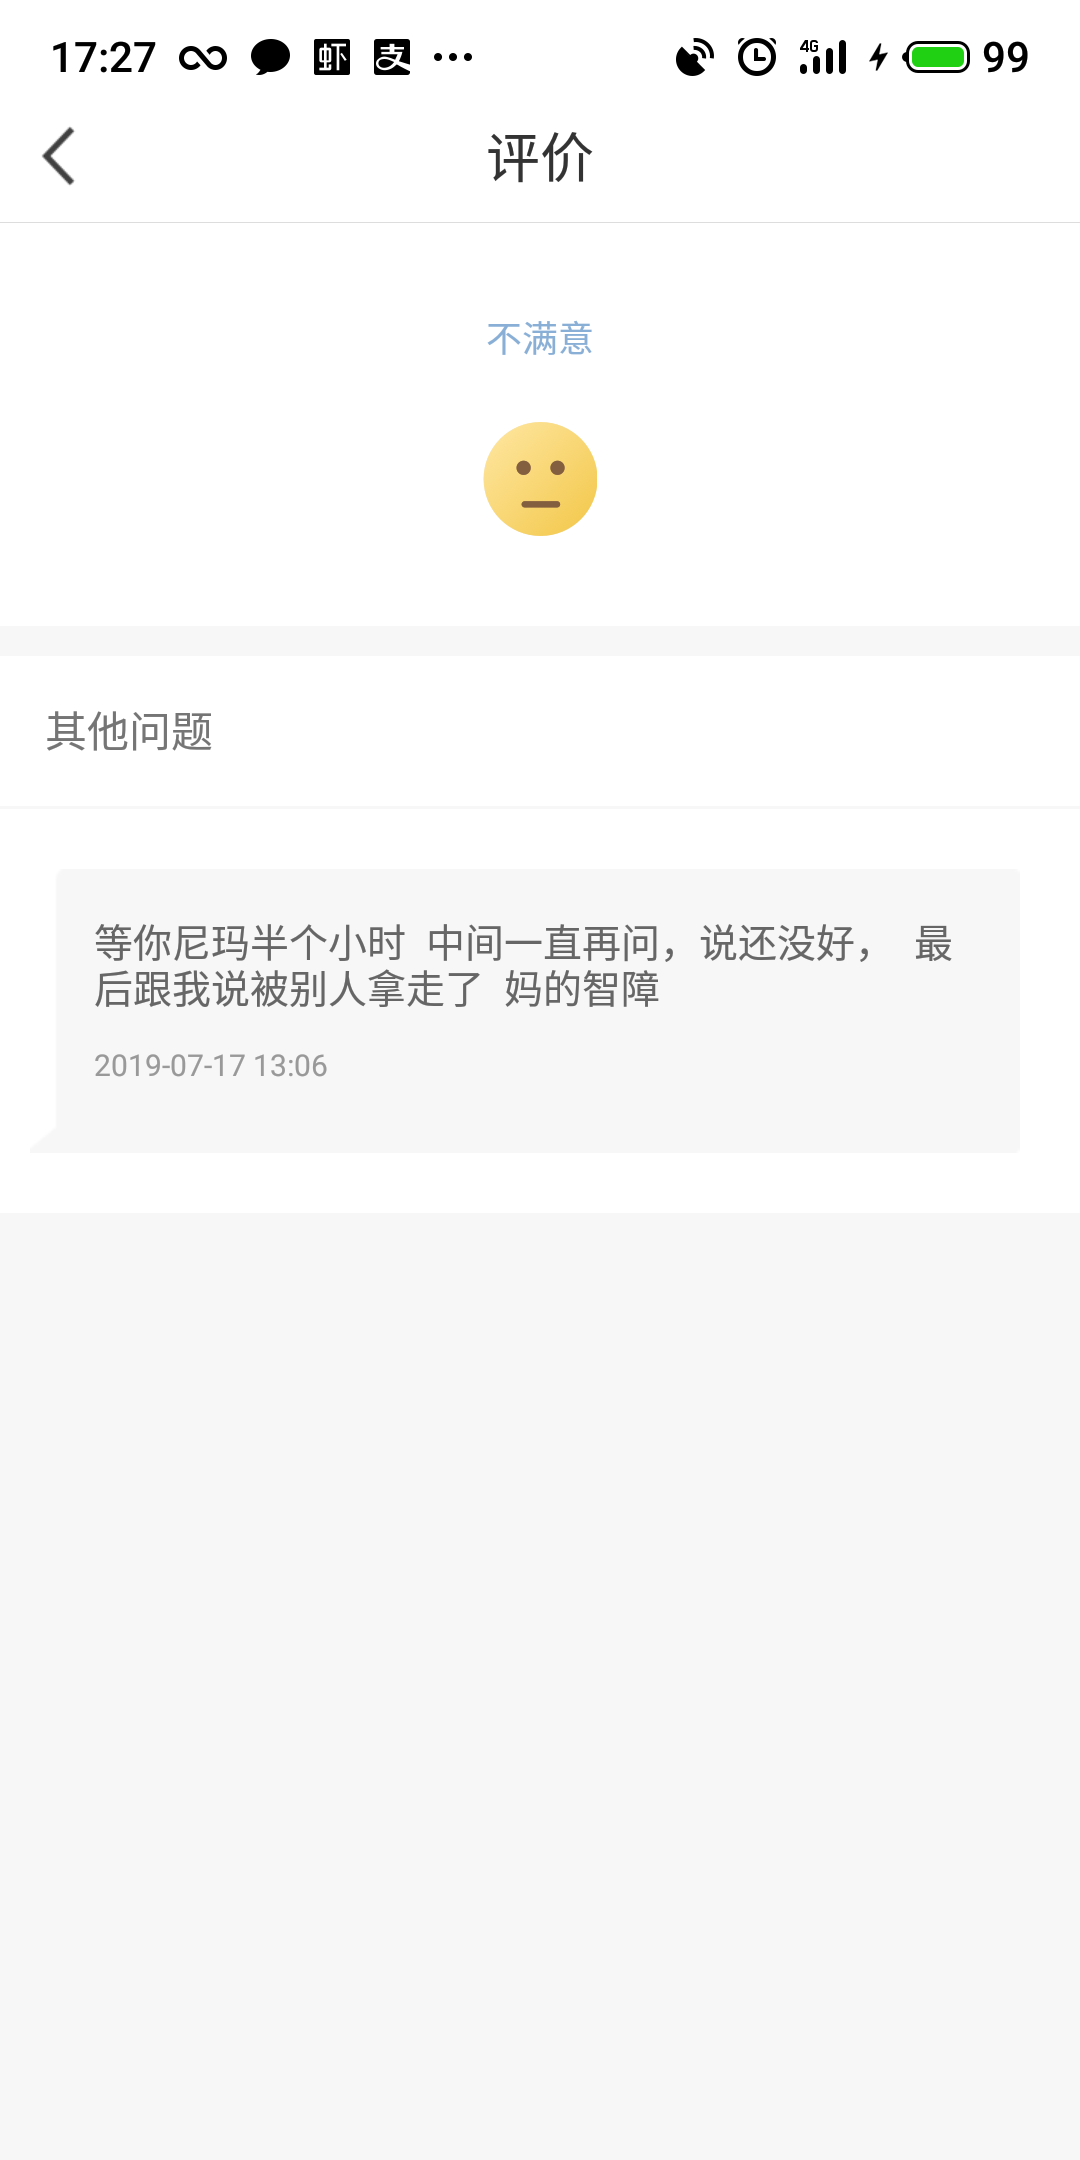 17:27 虾 支 4G 99
评价
不满意
其他问题
等你尼玛半个小时 中间一直再问，说还没好， 最
后跟我说被别人拿走了 妈的智障
2019-07-17 13:06